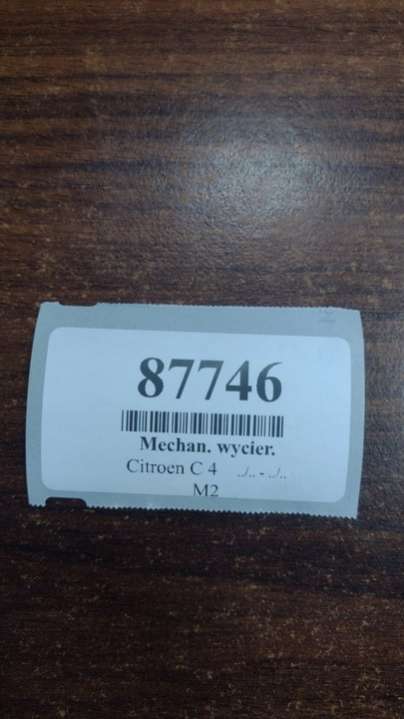 87746
Mechan. wycier.
Citroen C 4 ../.. - ../..
M2